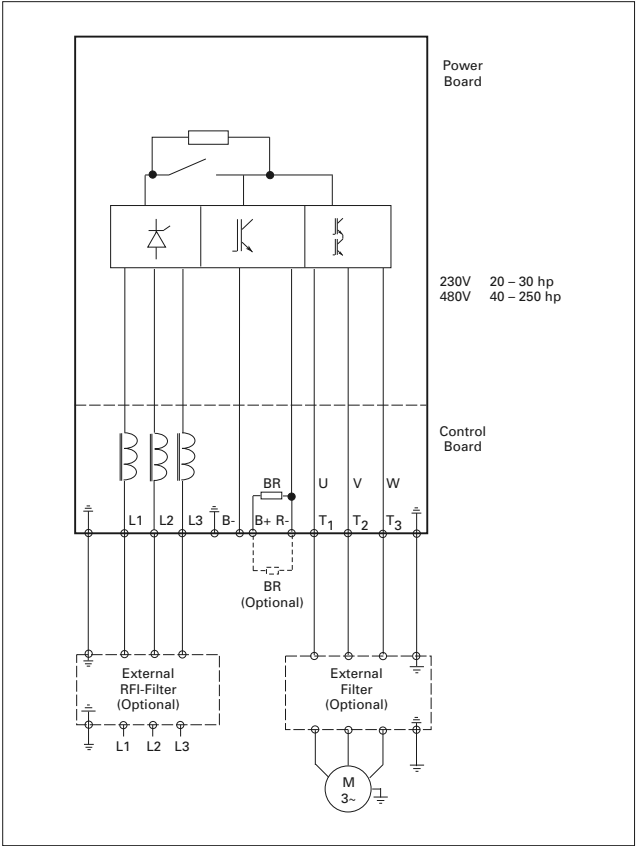 Power
Board
230V 20 – 30 hp
480V 40 – 250 hp
Control
Board
BR U V W
L1 L2 L3 B- B+ R- T1 T2 T3
BR
(Optional)
External
RFI-Filter
(Optional)
External
Filter
(Optional)
L1 L2 L3
M
3~